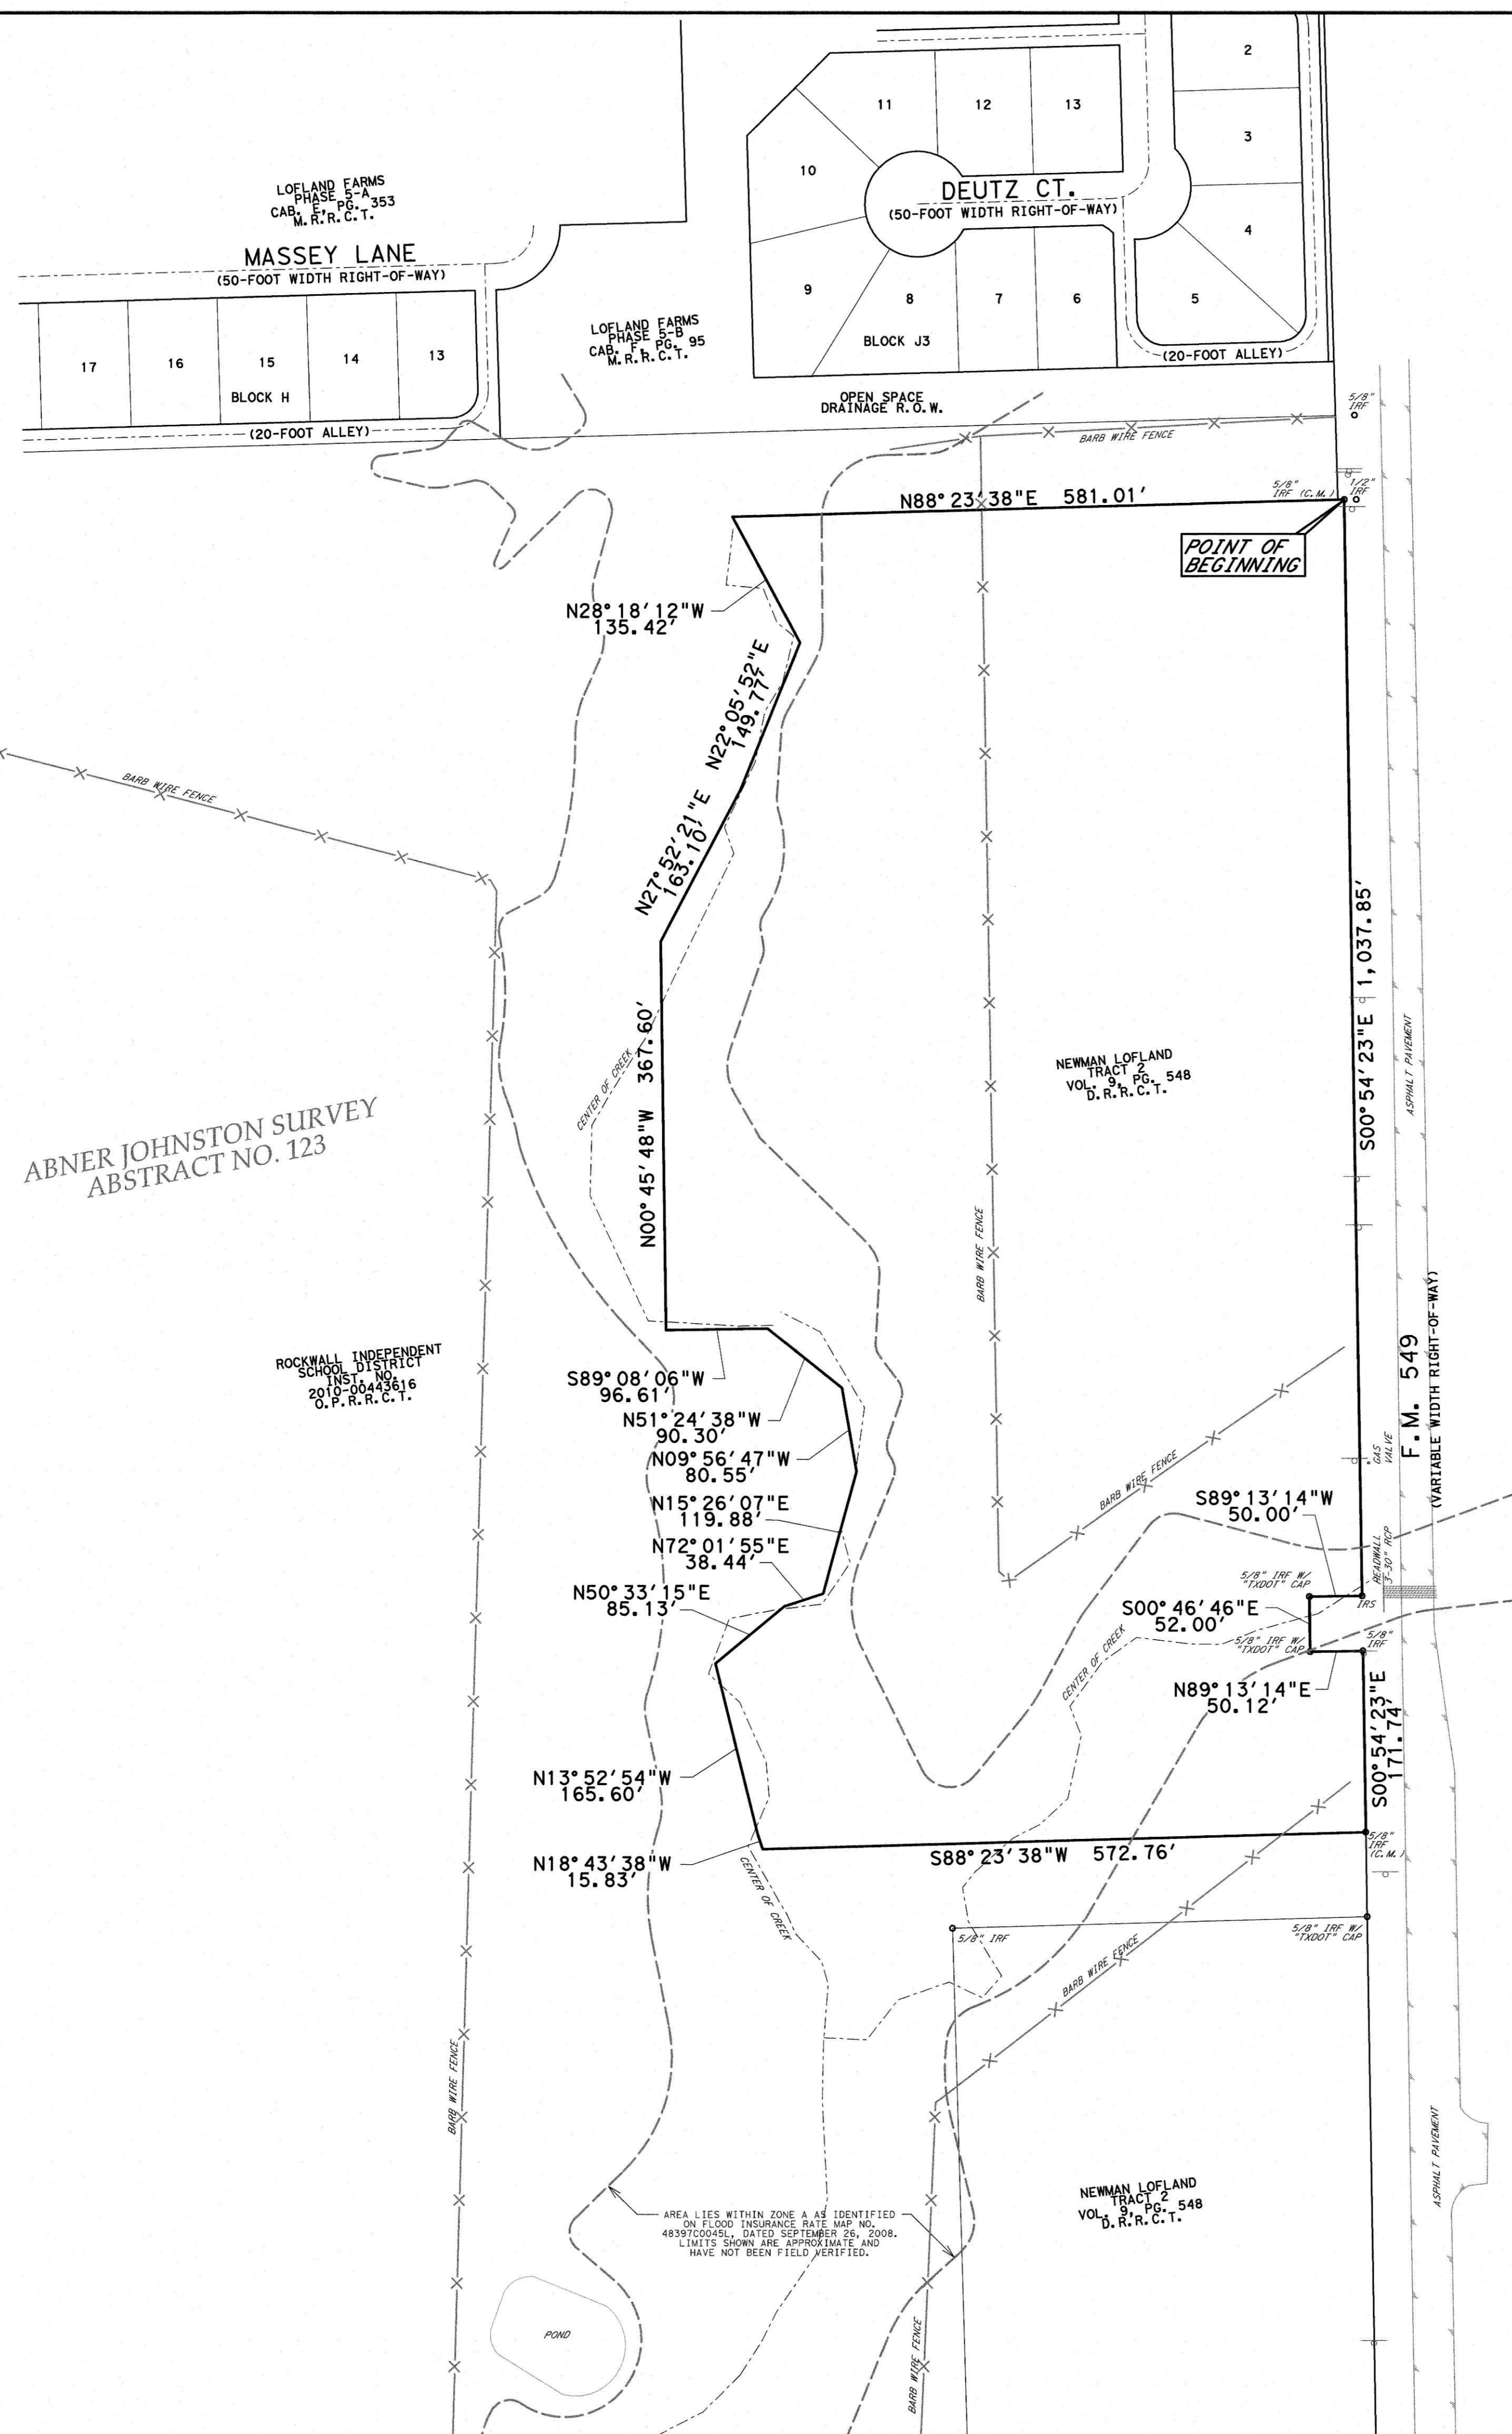 2
11
12
13
3
10
LOFLAND FARMS
PHASE 5-A
CAB. E, PG. 353
M.R.R.C.T.
DEUTZ CT.
(50-FOOT WIDTH RIGHT-OF-WAY)
4
MASSEY LANE
(50-FOOT WIDTH RIGHT-OF-WAY)
9
8
7
6
5
LOFLAND FARMS
PHASE 5-B
CAB. F, PG. 95
M.R.R.C.T.
BLOCK J3
(20-FOOT ALLEY)
17
16
15
14
13
BLOCK H
OPEN SPACE
DRAINAGE R.O.W.
5/8"
IRF
(20-FOOT ALLEY)
BARB WIRE FENCE
N88°23'38"E 581.01'
5/8"
IRF (C.M.)
1/2"
IRF
POINT OF
BEGINNING
N28°18'12"W
135.42'
N22°05'52"E
149.77'
BARB WIRE FENCE
N27°52'21"E
163.10'
S00°54'23"E 1,037.85'
N00°45'48"W 367.60'
CENTER OF CREEK
NEWMAN LOFLAND
TRACT 2
VOL. 9, PG. 548
D.R.R.C.T.
ASPHALT PAVEMENT
ABNER JOHNSTON SURVEY
ABSTRACT NO. 123
BARB WIRE FENCE
F.M. 549
(VARIABLE WIDTH RIGHT-OF-WAY)
ROCKWALL INDEPENDENT
SCHOOL DISTRICT
INST. NO.
2010-00443616
O.P.R.R.C.T.
S89°08'06"W
96.61'
N51°24'38"W
90.30'
N09°56'47"W
80.55'
GAS
VALVE
BARB WIRE FENCE
N15°26'07"E
119.88'
S89°13'14"W
50.00'
N72°01'55"E
38.44'
HEADWALL
3-30" RCP
N50°33'15"E
85.13'
5/8" IRF W/
"TXDOT" CAP
IRS
S00°46'46"E
52.00'
5/8" IRF W/
"TXDOT" CAP
5/8"
IRF
CENTER OF CREEK
N89°13'14"E
50.12'
S00°54'23"E
171.74'
N13°52'54"W
165.60'
5/8"
IRF
(C.M.)
S88°23'38"W 572.76'
N18°43'38"W
15.83'
CENTER OF CREEK
5/8" IRF
5/8" IRF W/
"TXDOT" CAP
BARB WIRE FENCE
BARB WIRE FENCE
ASPHALT PAVEMENT
NEWMAN LOFLAND
TRACT 2
VOL. 9, PG. 548
D.R.R.C.T.
AREA LIES WITHIN ZONE A AS IDENTIFIED
ON FLOOD INSURANCE RATE MAP NO.
48397C0045L, DATED SEPTEMBER 26, 2008.
LIMITS SHOWN ARE APPROXIMATE AND
HAVE NOT BEEN FIELD VERIFIED.
POND
BARB WIRE FENCE